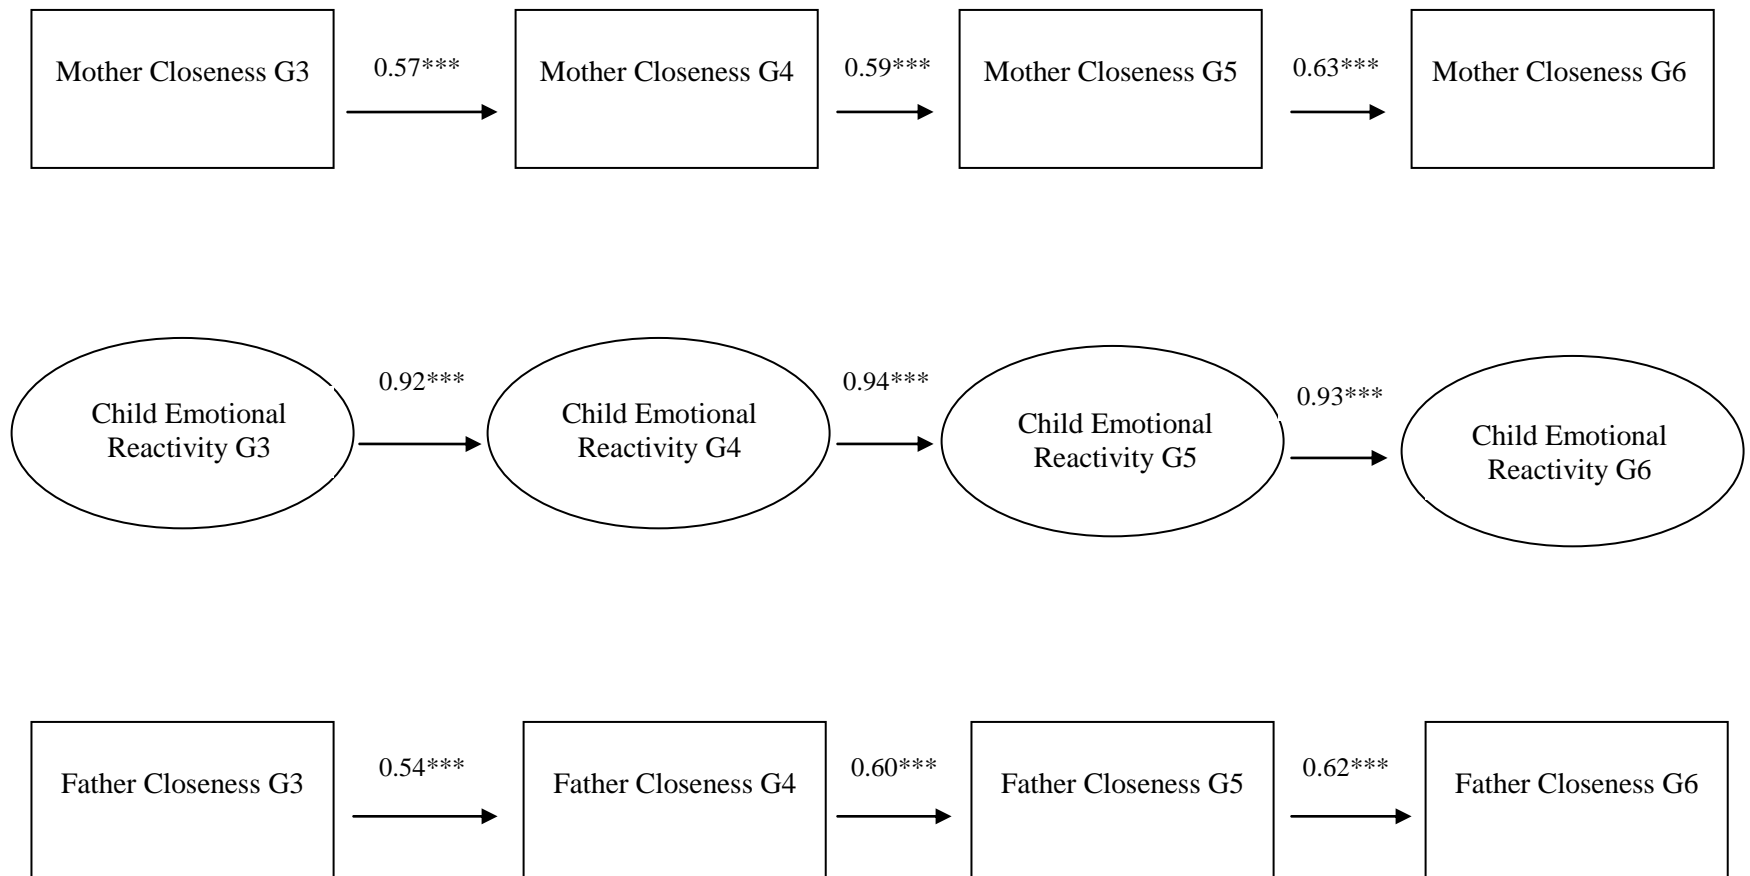 Mother Closeness G3
0.57***
Mother Closeness G4
0.59***
Mother Closeness G5
0.63***
Mother Closeness G6
Child Emotional
Reactivity G3
0.92***
Child Emotional
Reactivity G4
0.94***
Child Emotional
Reactivity G5
0.93***
Child Emotional
Reactivity G6
Father Closeness G3
0.54***
Father Closeness G4
0.60***
Father Closeness G5
0.62***
Father Closeness G6